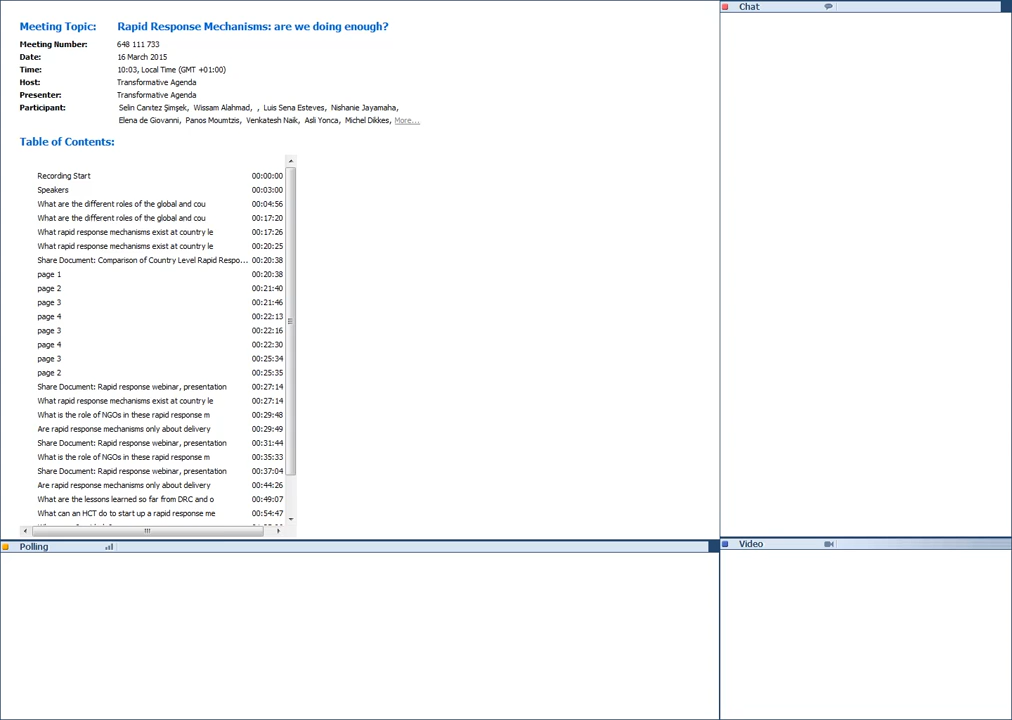 Meeting Topic: Rapid Response Mechanisms: are we doing enough?
Meeting Number: 648 111 733
Date: 16 March 2015
Time: 10:03, Local Time (GMT +01:00)
Host: Transformative Agenda
Presenter: Transformative Agenda
Participant: Selin Canıtez Şimşek, Wissam Alahmad, , Luis Sena Esteves, Nishanie Jayamaha,
Elena de Giovanni, Panos Moumtzis, Venkatesh Naik, Asli Yonca, Michel Dikkes, More...
Table of Contents:
Recording Start 00:00:00
Speakers 00:03:00
What are the different roles of the global and cou 00:04:56
What are the different roles of the global and cou 00:17:20
What rapid response mechanisms exist at country le 00:17:26
What rapid response mechanisms exist at country le 00:20:25
Share Document: Comparison of Country Level Rapid Respo... 00:20:38
page 1 00:20:38
page 2 00:21:40
page 3 00:21:46
page 4 00:22:13
page 3 00:22:16
page 4 00:22:30
page 3 00:25:34
page 2 00:25:35
Share Document: Rapid response webinar, presentation 00:27:14
What rapid response mechanisms exist at country le 00:27:14
What is the role of NGOs in these rapid response m 00:29:48
Are rapid response mechanisms only about delivery 00:29:49
Share Document: Rapid response webinar, presentation 00:31:44
What is the role of NGOs in these rapid response m 00:35:33
Share Document: Rapid response webinar, presentation 00:37:04
Are rapid response mechanisms only about delivery 00:44:26
What are the lessons learned so far from DRC and o 00:49:07
What can an HCT do to start up a rapid response me 00:54:47
Chat
Polling
Video